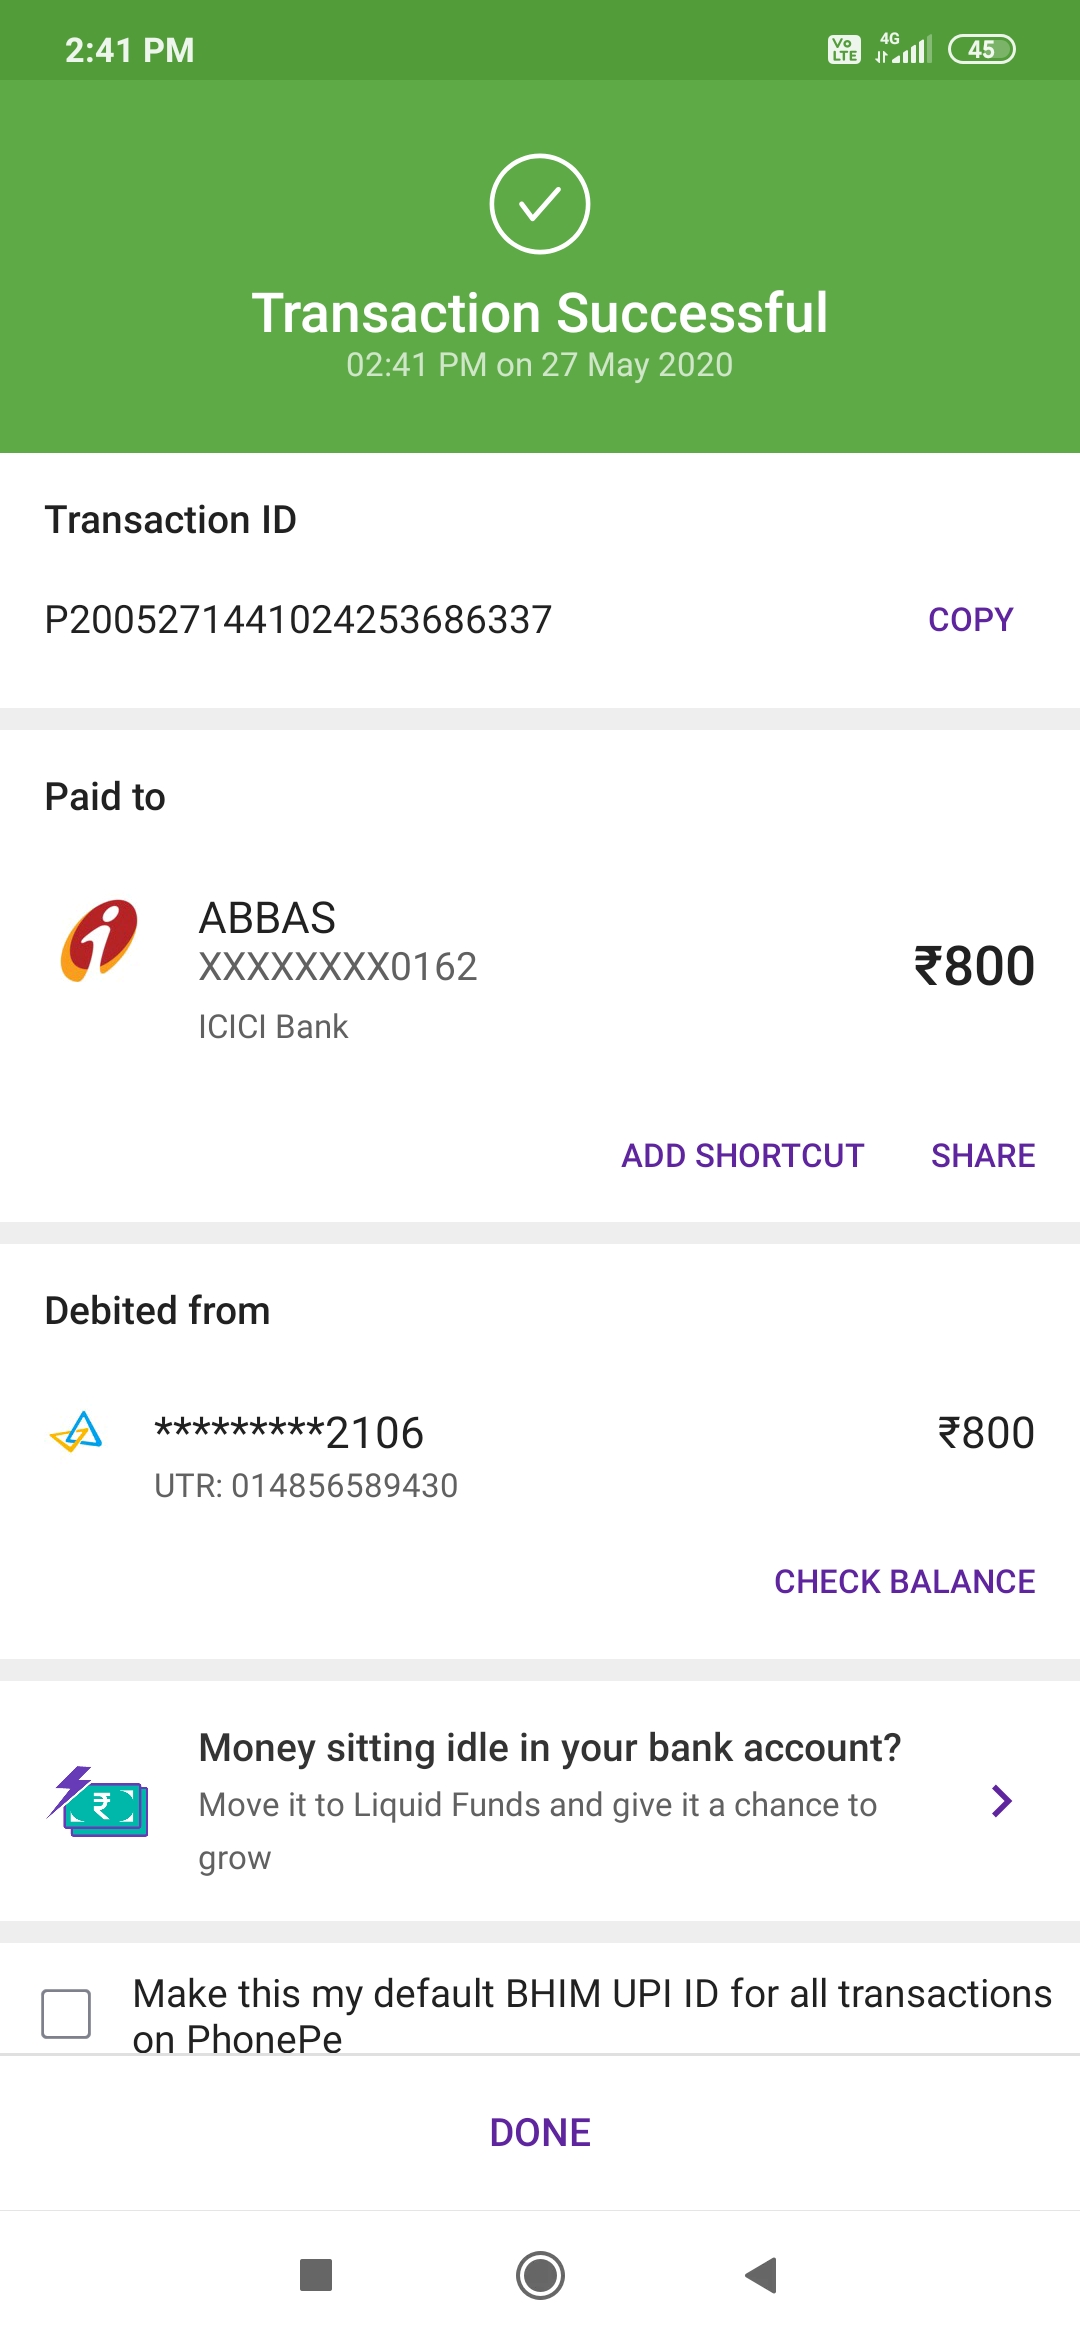 2:41 PM
Vo LTE 4G 45
Transaction Successful
02:41 PM on 27 May 2020
Transaction ID
P2005271441024253686337 COPY
Paid to
ABBAS
XXXXXXXX0162
₹800
ICICI Bank
ADD SHORTCUT SHARE
Debited from
*********2106 ₹800
UTR: 014856589430
CHECK BALANCE
Money sitting idle in your bank account?
Move it to Liquid Funds and give it a chance to
grow
Make this my default BHIM UPI ID for all transactions
on PhonePe
DONE